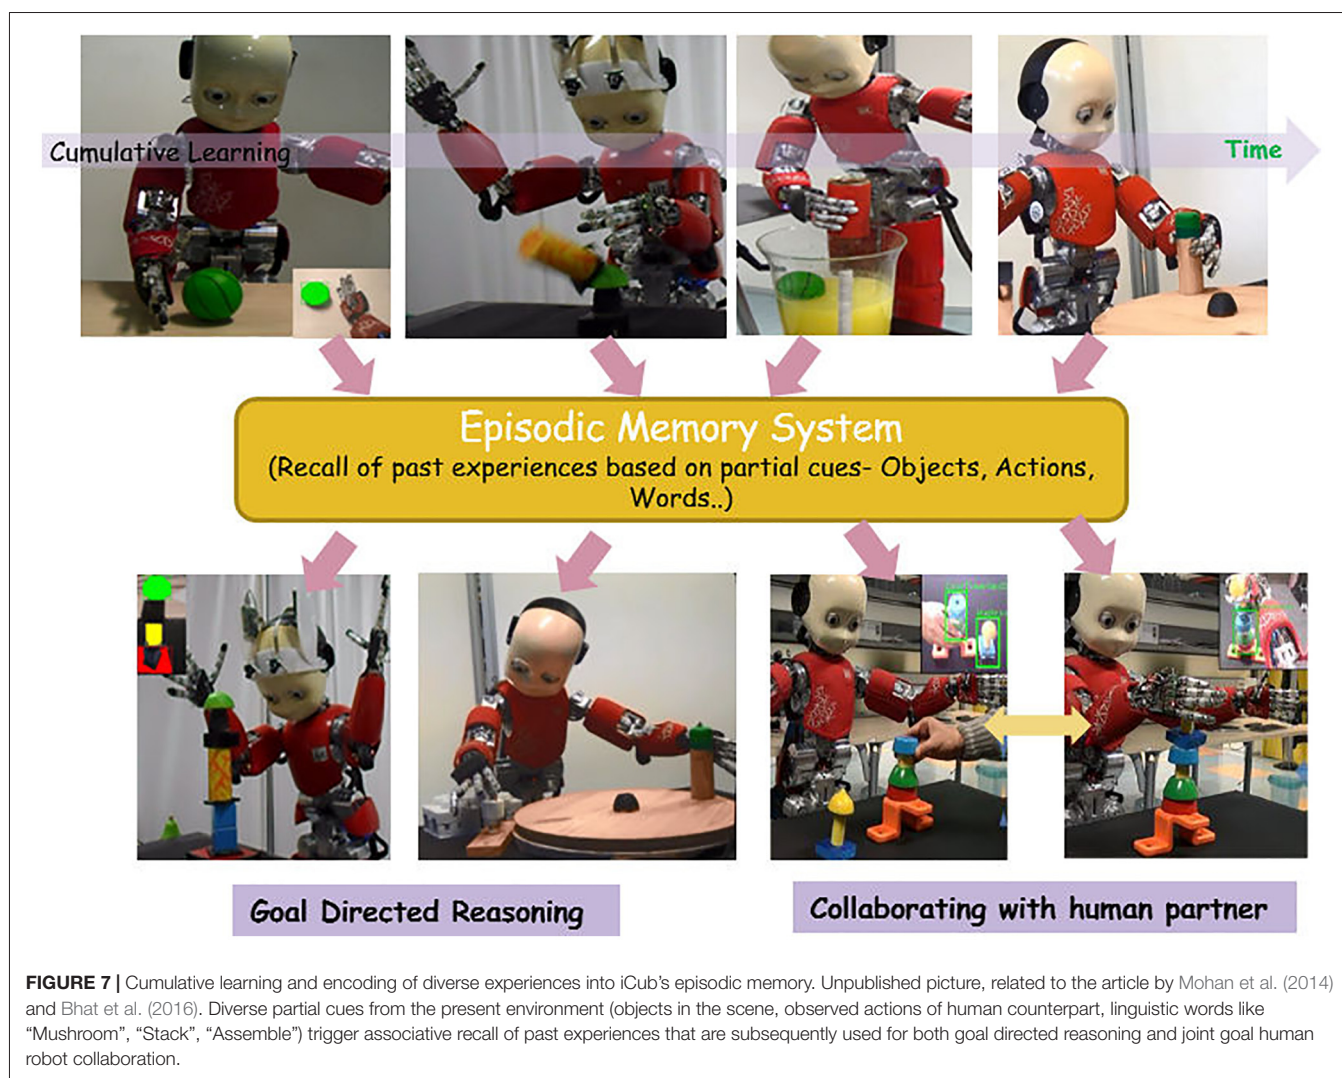 Cumulative Learning
Time
Episodic Memory System
(Recall of past experiences based on partial cues- Objects, Actions,
Words..)
Goal Directed Reasoning
Collaborating with human partner
FIGURE 7 | Cumulative learning and encoding of diverse experiences into iCub’s episodic memory. Unpublished picture, related to the article by Mohan et al. (2014)
and Bhat et al. (2016). Diverse partial cues from the present environment (objects in the scene, observed actions of human counterpart, linguistic words like
“Mushroom”, “Stack”, “Assemble”) trigger associative recall of past experiences that are subsequently used for both goal directed reasoning and joint goal human
robot collaboration.